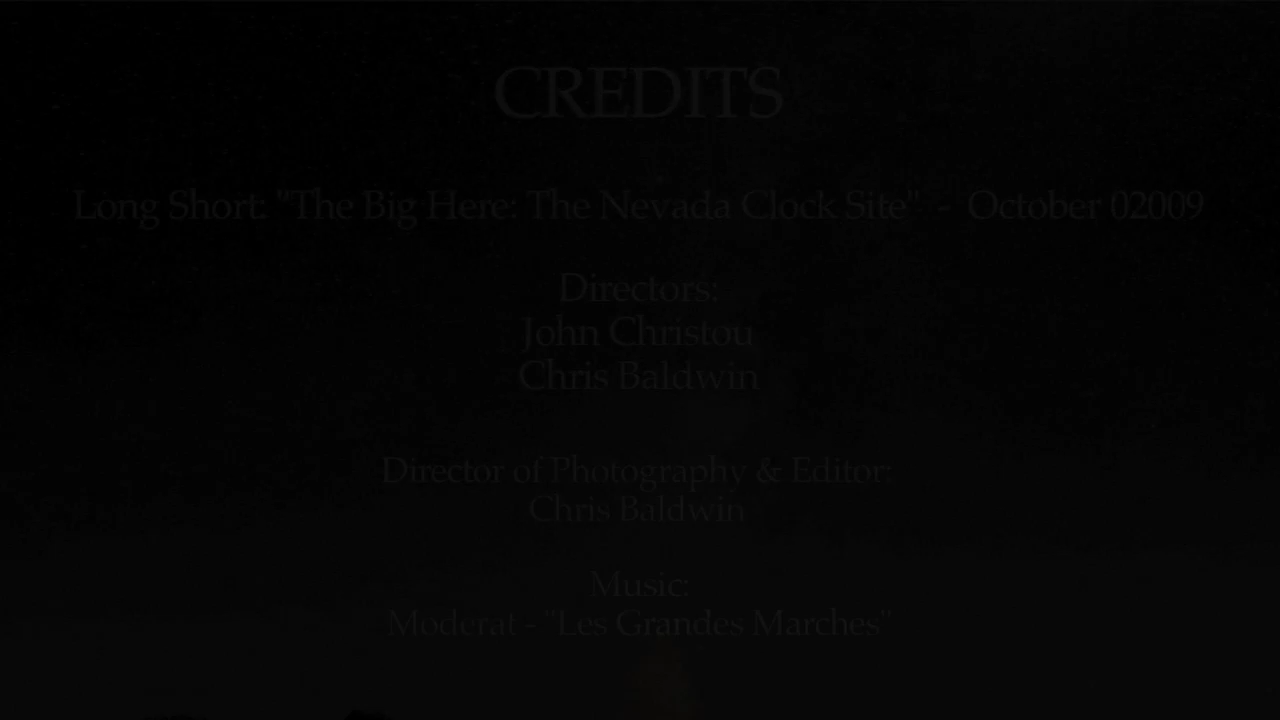 CREDITS
Long Short: "The Big Here: The Nevada Clock Site" - October 02009
Directors:
John Christou
Chris Baldwin
Director of Photography & Editor:
Chris Baldwin
Music:
Moderat - "Les Grandes Marches"